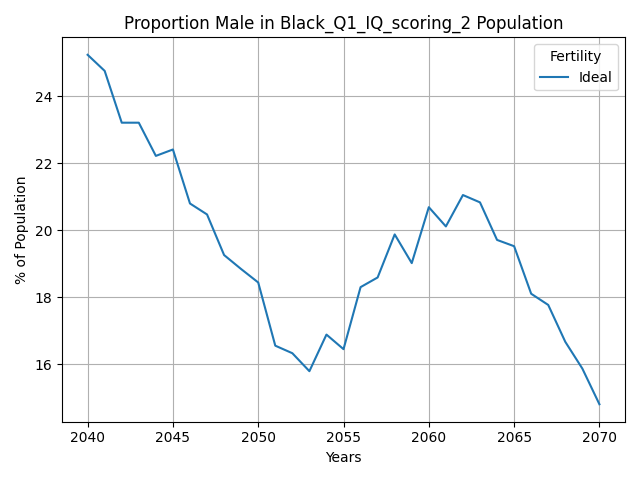 Proportion Male in Black_Q1_IQ_scoring_2 Population
Fertility
Ideal
24
22
20
18
16
% of Population
2040 2045 2050 2055 2060 2065 2070
Years